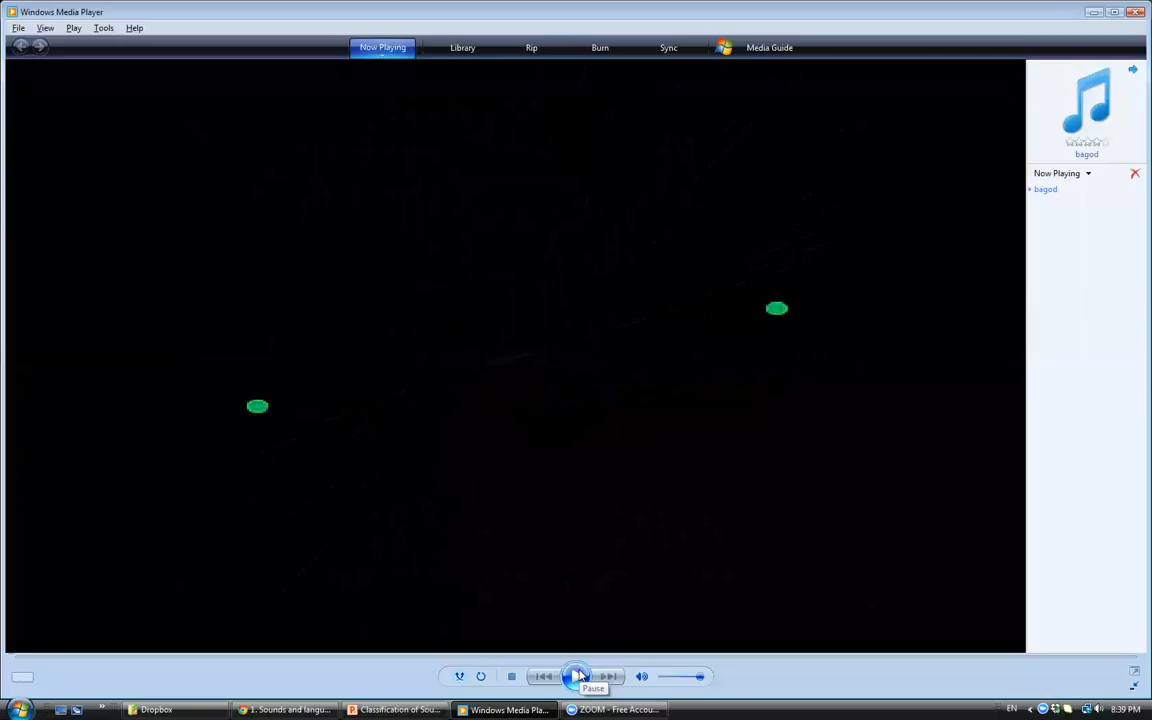 Windows Media Player
File View Play Tools Help
Now Playing Library Rip Burn Sync Media Guide
bagod
Now Playing
bagod
Pause
Dropbox 1. Sounds and langu... Classification of Sou... Windows Media Pla... ZOOM - Free Accou... EN 8:39 PM